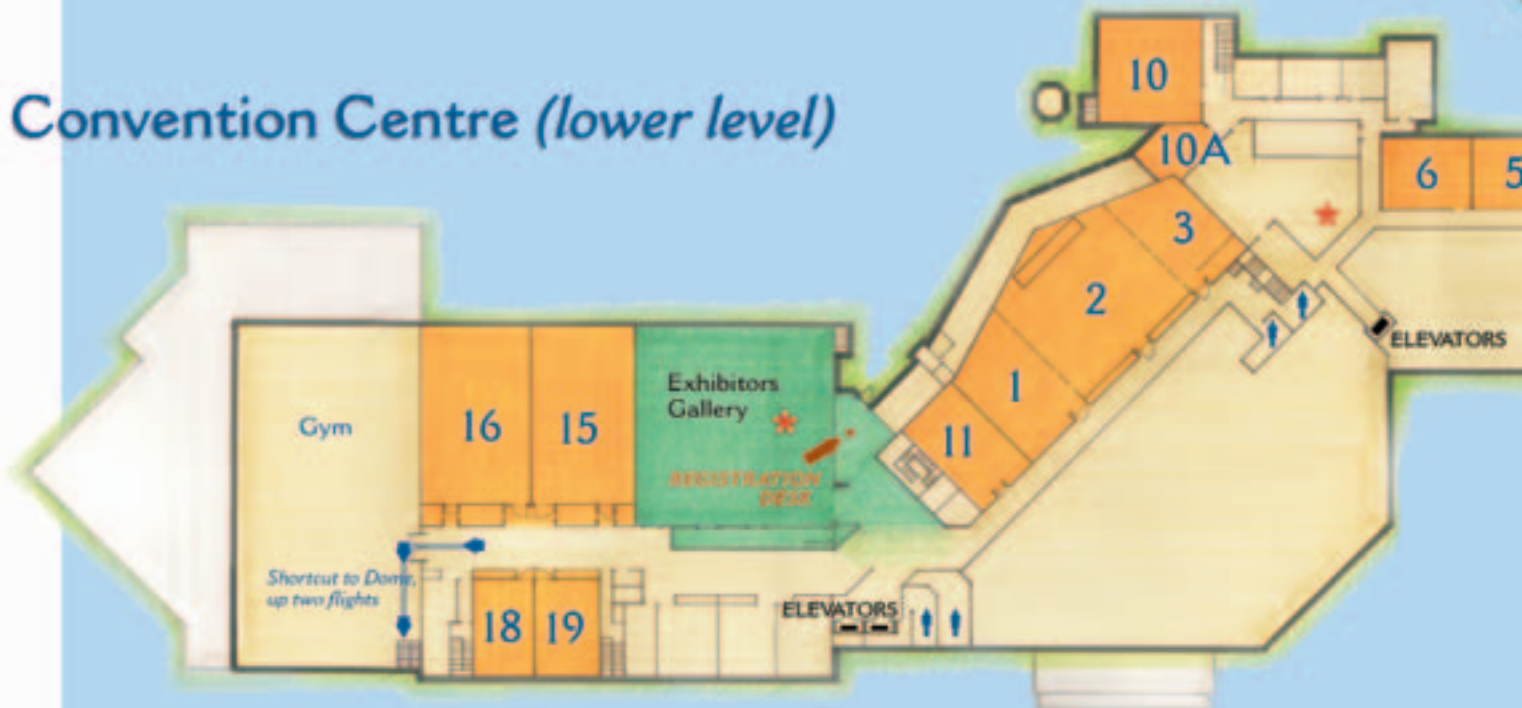 Convention Centre (lower level)
10
10A
6
5
3
2
1
11
ELEVATORS
Exhibitors
Gallery
REGISTRATION
DESK
Gym
16
15
Shortcut to Dome,
up two flights
18
19
ELEVATORS